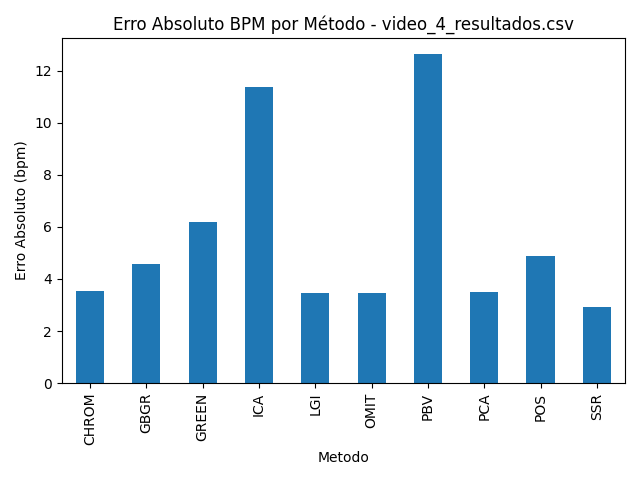 Erro Absoluto BPM por Método - video_4_resultados.csv
Erro Absoluto (bpm)
12
10
8
6
4
2
0
CHROM
GBGR
GREEN
ICA
LGI
OMIT
PBV
PCA
POS
SSR
Metodo